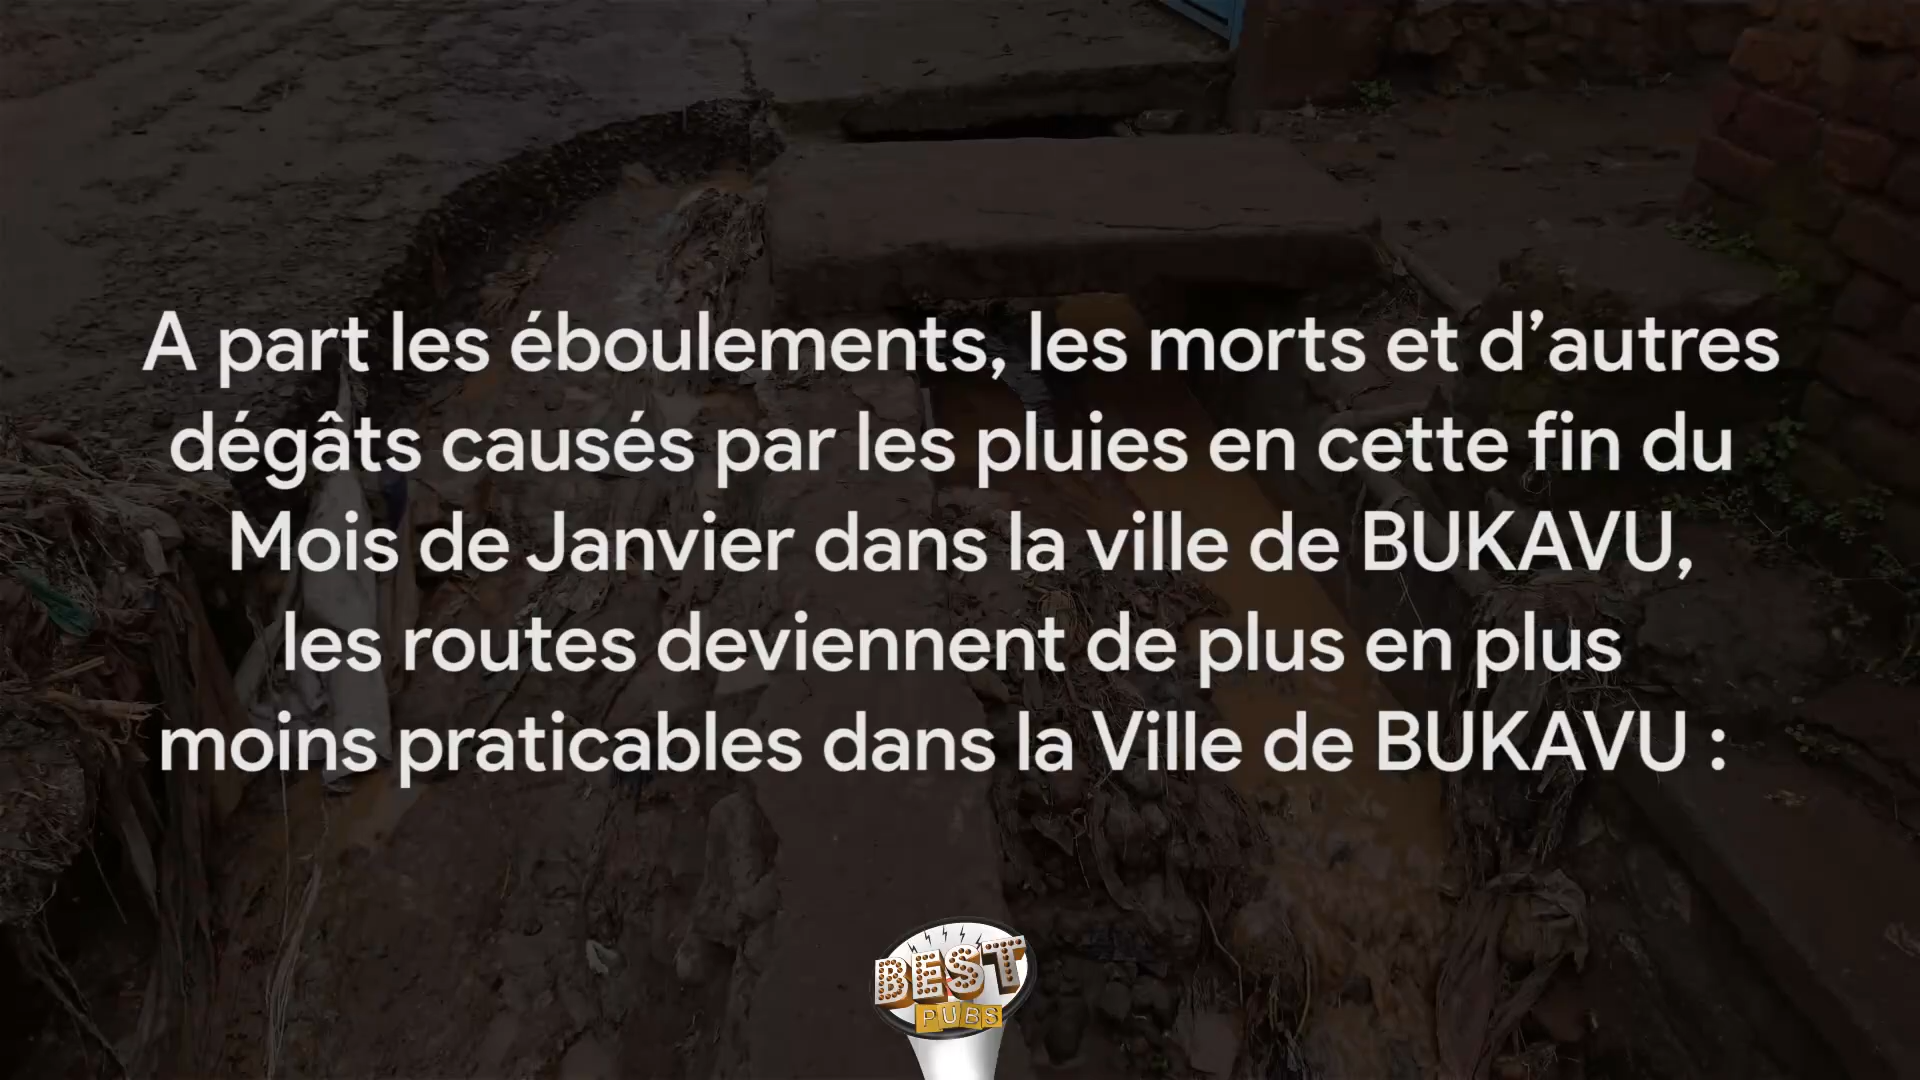 A part les éboulements, les morts et d’autres
dégâts causés par les pluies en cette fin du
Mois de Janvier dans la ville de BUKAVU,
les routes deviennent de plus en plus
moins praticables dans la Ville de BUKAVU :
BEST
PUBS